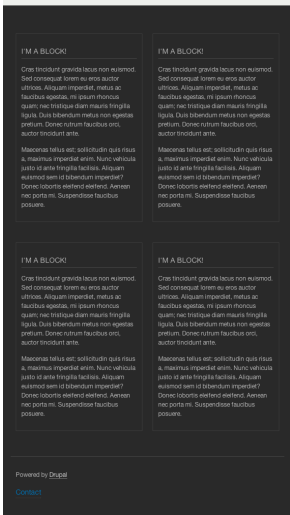 I'M A BLOCK!
Cras tincidunt gravida lacus non euismod.
Sed consequat lorem eu eros auctor
ultrices. Aliquam imperdiet, metus ac
faucibus egestas, mi ipsum rhoncus
quam; nec tristique diam mauris fringilla
ligula. Duis bibendum metus non egestas
pretium. Donec rutrum faucibus orci,
auctor tincidunt ante.
Maecenas tellus est; sollicitudin quis risus
a, maximus imperdiet enim. Nunc vehicula
justo id ante fringilla facilisis. Aliquam
euismod sem id bibendum imperdiet?
Donec lobortis eleifend eleifend. Aenean
nec porta mi. Suspendisse faucibus
posuere.
I'M A BLOCK!
Cras tincidunt gravida lacus non euismod.
Sed consequat lorem eu eros auctor
ultrices. Aliquam imperdiet, metus ac
faucibus egestas, mi ipsum rhoncus
quam; nec tristique diam mauris fringilla
ligula. Duis bibendum metus non egestas
pretium. Donec rutrum faucibus orci,
auctor tincidunt ante.
Maecenas tellus est; sollicitudin quis risus
a, maximus imperdiet enim. Nunc vehicula
justo id ante fringilla facilisis. Aliquam
euismod sem id bibendum imperdiet?
Donec lobortis eleifend eleifend. Aenean
nec porta mi. Suspendisse faucibus
posuere.
I'M A BLOCK!
Cras tincidunt gravida lacus non euismod.
Sed consequat lorem eu eros auctor
ultrices. Aliquam imperdiet, metus ac
faucibus egestas, mi ipsum rhoncus
quam; nec tristique diam mauris fringilla
ligula. Duis bibendum metus non egestas
pretium. Donec rutrum faucibus orci,
auctor tincidunt ante.
Maecenas tellus est; sollicitudin quis risus
a, maximus imperdiet enim. Nunc vehicula
justo id ante fringilla facilisis. Aliquam
euismod sem id bibendum imperdiet?
Donec lobortis eleifend eleifend. Aenean
nec porta mi. Suspendisse faucibus
posuere.
I'M A BLOCK!
Cras tincidunt gravida lacus non euismod.
Sed consequat lorem eu eros auctor
ultrices. Aliquam imperdiet, metus ac
faucibus egestas, mi ipsum rhoncus
quam; nec tristique diam mauris fringilla
ligula. Duis bibendum metus non egestas
pretium. Donec rutrum faucibus orci,
auctor tincidunt ante.
Maecenas tellus est; sollicitudin quis risus
a, maximus imperdiet enim. Nunc vehicula
justo id ante fringilla facilisis. Aliquam
euismod sem id bibendum imperdiet?
Donec lobortis eleifend eleifend. Aenean
nec porta mi. Suspendisse faucibus
posuere.
Powered by Drupal
Contact